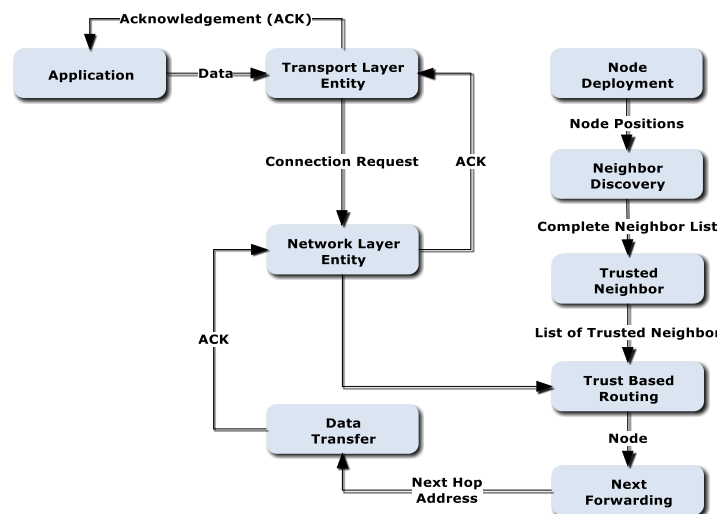 Acknowledgement (ACK)
Application
Data
Transport Layer
Entity
Node
Deployment
Node Positions
Connection Request
ACK
Neighbor
Discovery
Complete Neighbor List
Network Layer
Entity
Trusted
Neighbor
List of Trusted Neighbor
ACK
Trust Based
Routing
Data
Transfer
Node
Next Hop
Address
Next
Forwarding